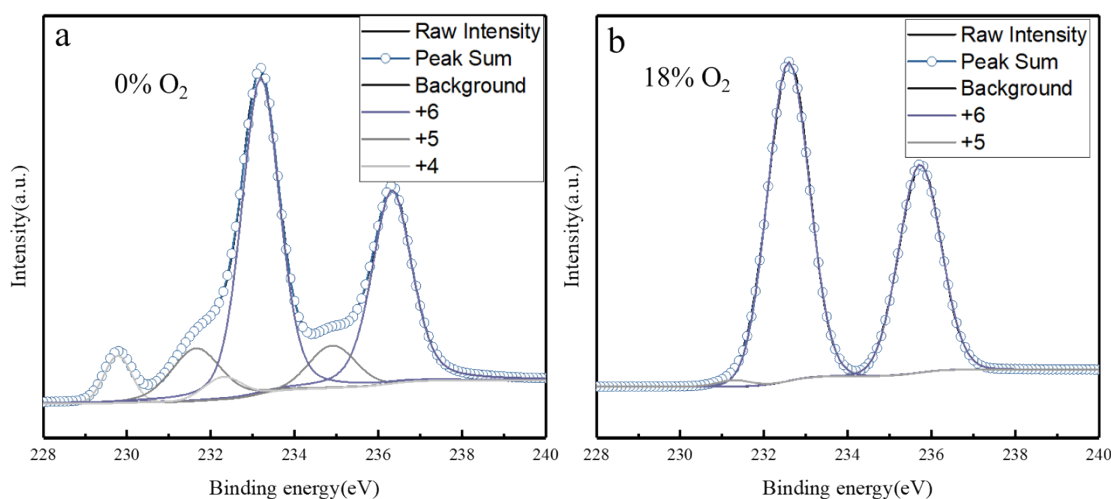 a
0% O2
Raw Intensity
Peak Sum
Background
+6
+5
+4
Intensity(a.u.)
228 230 232 234 236 238 240
Binding energy(eV)
b
18% O2
Raw Intensity
Peak Sum
Background
+6
+5
Intensity(a.u.)
228 230 232 234 236 238 240
Binding energy(eV)